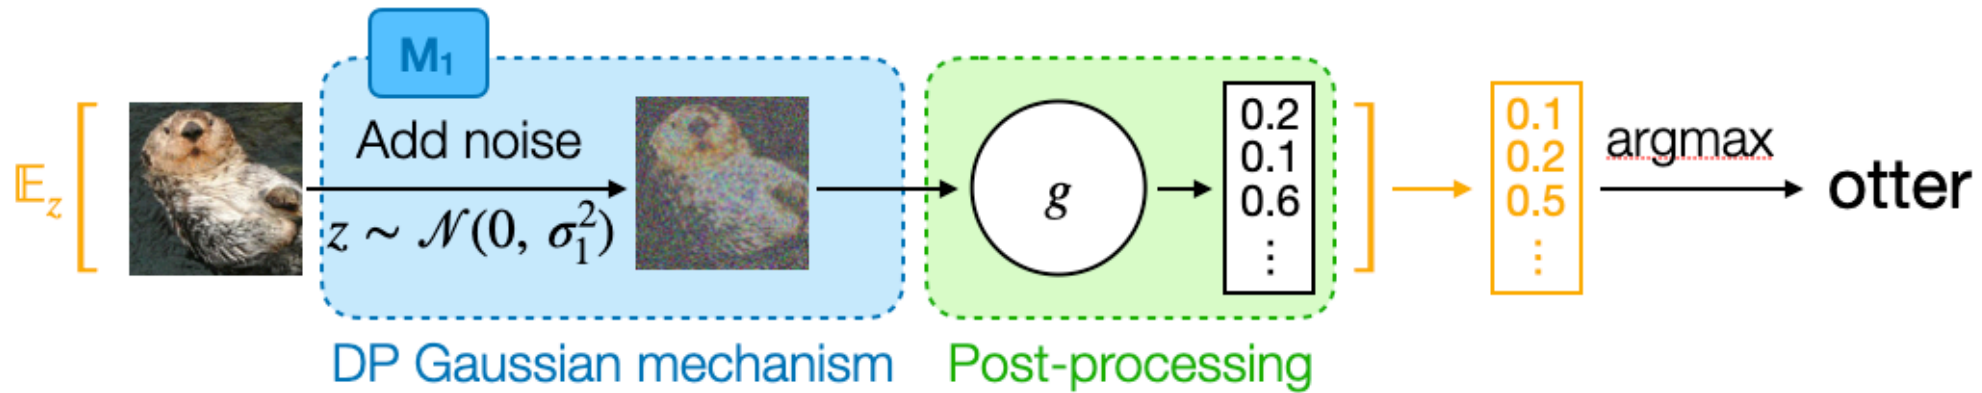 M₁
𝔼_z [
Add noise
z ∼ 𝒩(0, σ₁²)
g
0.2
0.1
0.6
⋮
]
0.1
0.2
0.5
⋮
argmax
otter
DP Gaussian mechanism
Post-processing